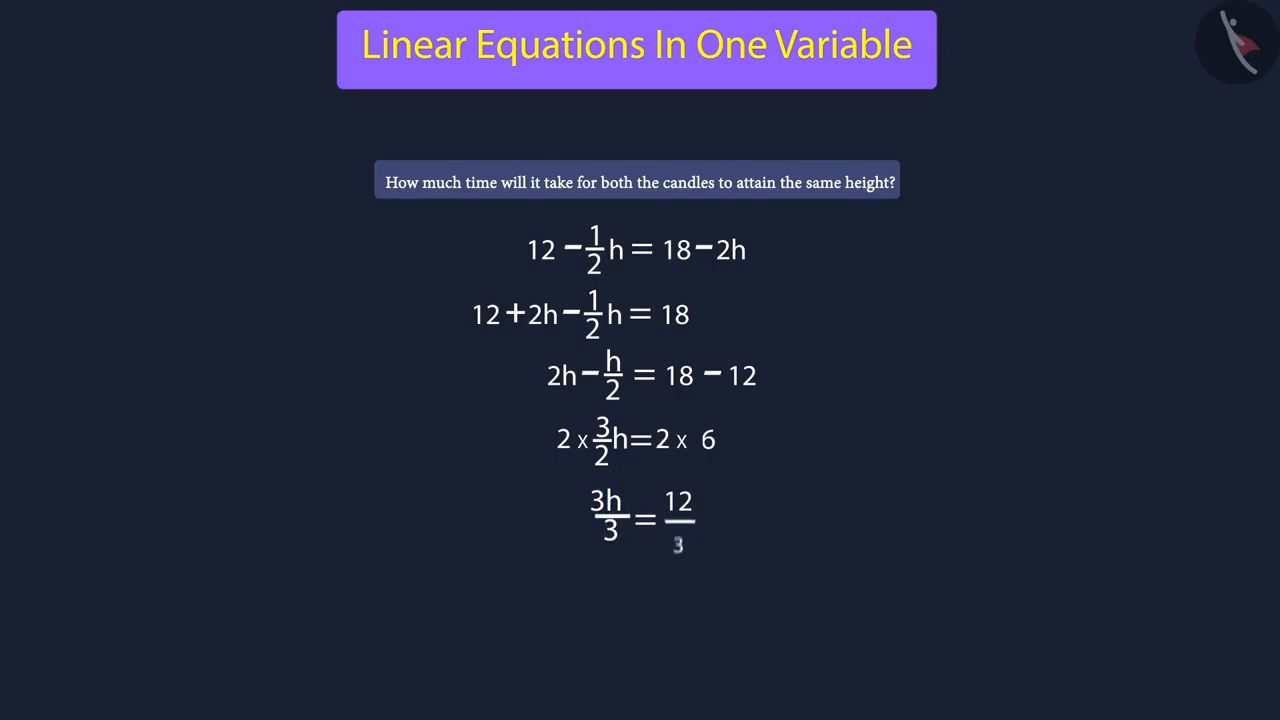 Linear Equations In One Variable
How much time will it take for both the candles to attain the same height?
12 − 1/2 h = 18 − 2h
12 + 2h − 1/2 h = 18
2h − h/2 = 18 − 12
2 x 3/2 h = 2 x 6
3h/3 = 12/3